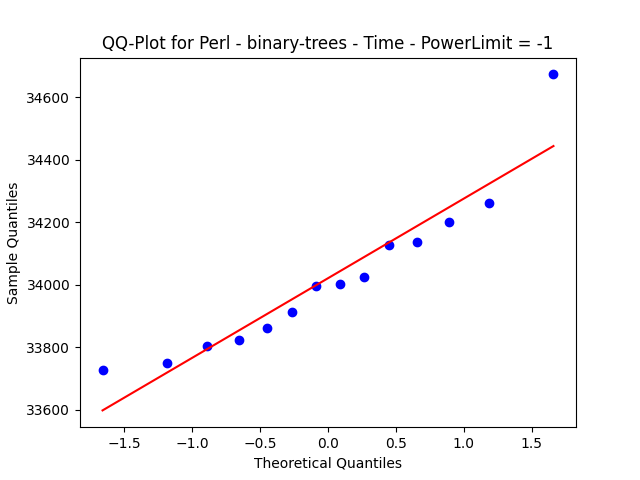 QQ-Plot for Perl - binary-trees - Time - PowerLimit = -1
34600
34400
34200
34000
33800
33600
Sample Quantiles
−1.5 −1.0 −0.5 0.0 0.5 1.0 1.5
Theoretical Quantiles